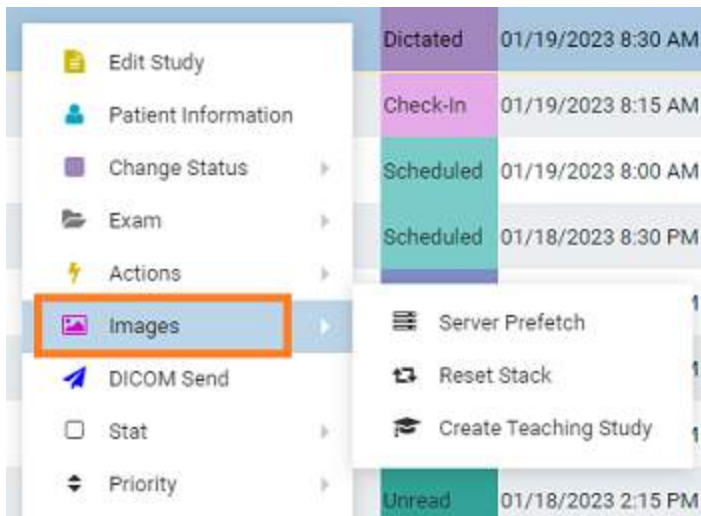 Edit Study
Patient Information
Change Status
Exam
Actions
Images
DICOM Send
Stat
Priority
Server Prefetch
Reset Stack
Create Teaching Study
Dictated 01/19/2023 8:30 AM
Check-In 01/19/2023 8:15 AM
Scheduled 01/19/2023 8:00 AM
Scheduled 01/18/2023 8:30 PM
Unread 01/18/2023 2:15 PM